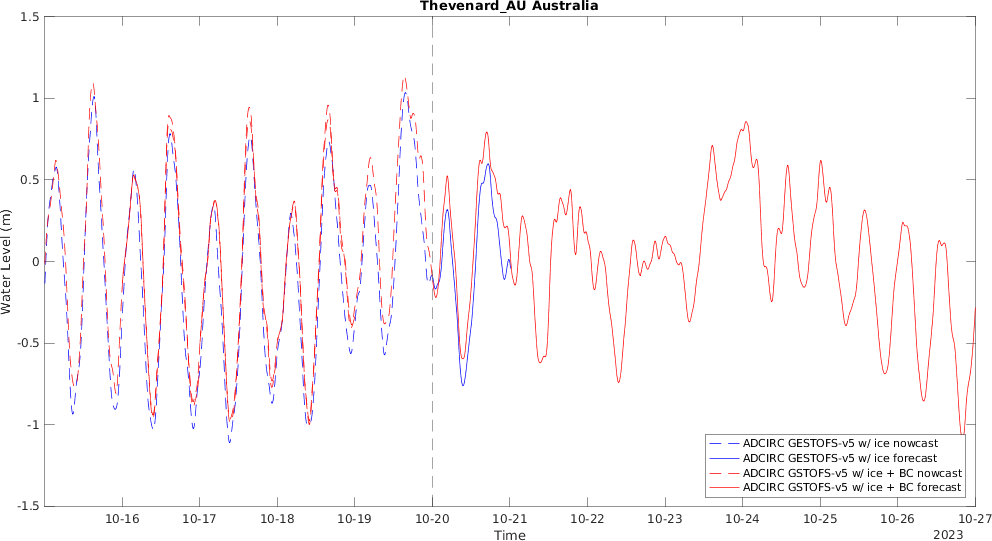 Thevenard_AU Australia
1.5
1
0.5
0
-0.5
-1
-1.5
Water Level (m)
10-16 10-17 10-18 10-19 10-20 10-21 10-22 10-23 10-24 10-25 10-26 10-27
Time
2023
ADCIRC GESTOFS-v5 w/ ice nowcast
ADCIRC GESTOFS-v5 w/ ice forecast
ADCIRC GSTOFS-v5 w/ ice + BC nowcast
ADCIRC GSTOFS-v5 w/ ice + BC forecast